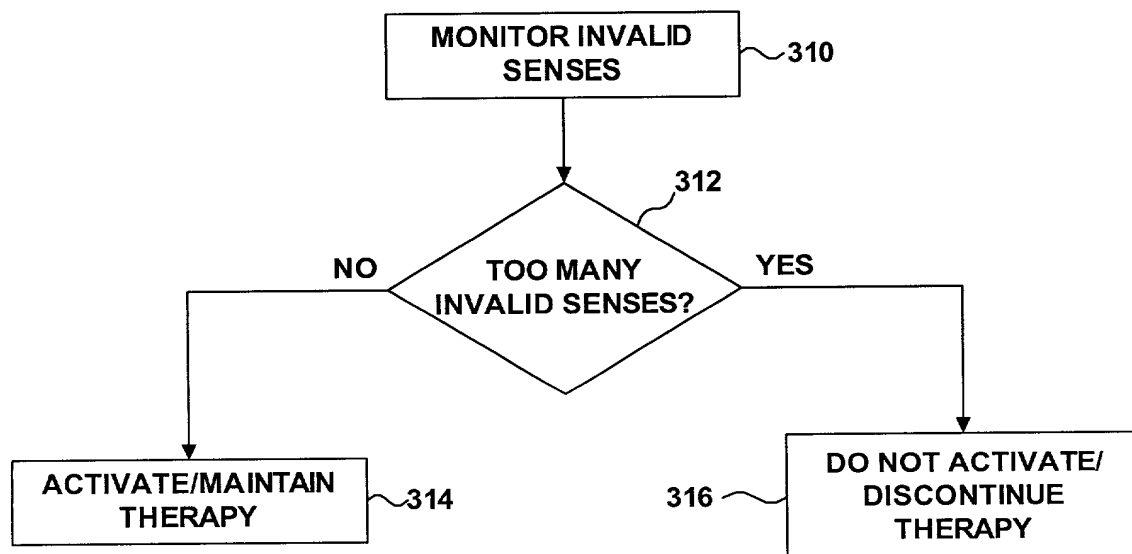 MONITOR INVALID
SENSES
310
312
NO
TOO MANY
INVALID SENSES?
YES
ACTIVATE/MAINTAIN
THERAPY
314
316
DO NOT ACTIVATE/
DISCONTINUE
THERAPY